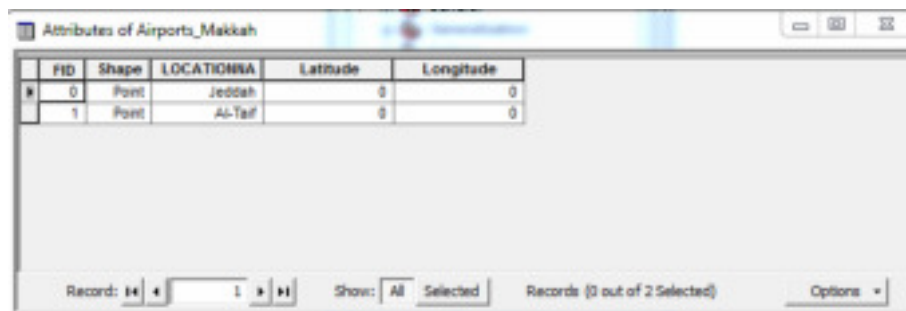 Attributes of Airports_Makkah
FID Shape LOCATIONNA Latitude Longitude
0 Point Jeddah 0 0
1 Point Al-Taif 0 0
Record: 1 Show: All Selected Records (0 out of 2 Selected) Options